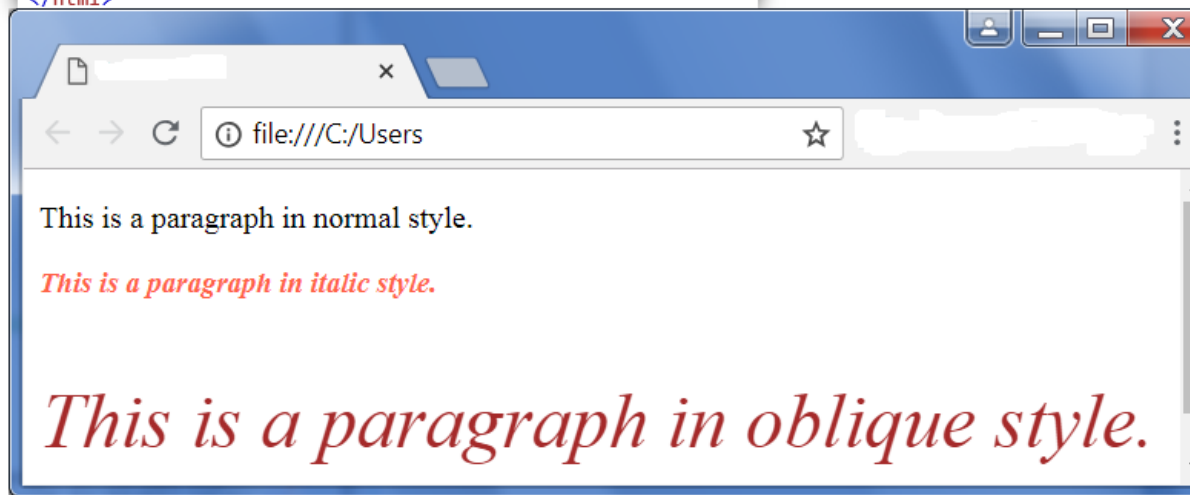 </html>
file:///C:/Users
This is a paragraph in normal style.
This is a paragraph in italic style.
This is a paragraph in oblique style.